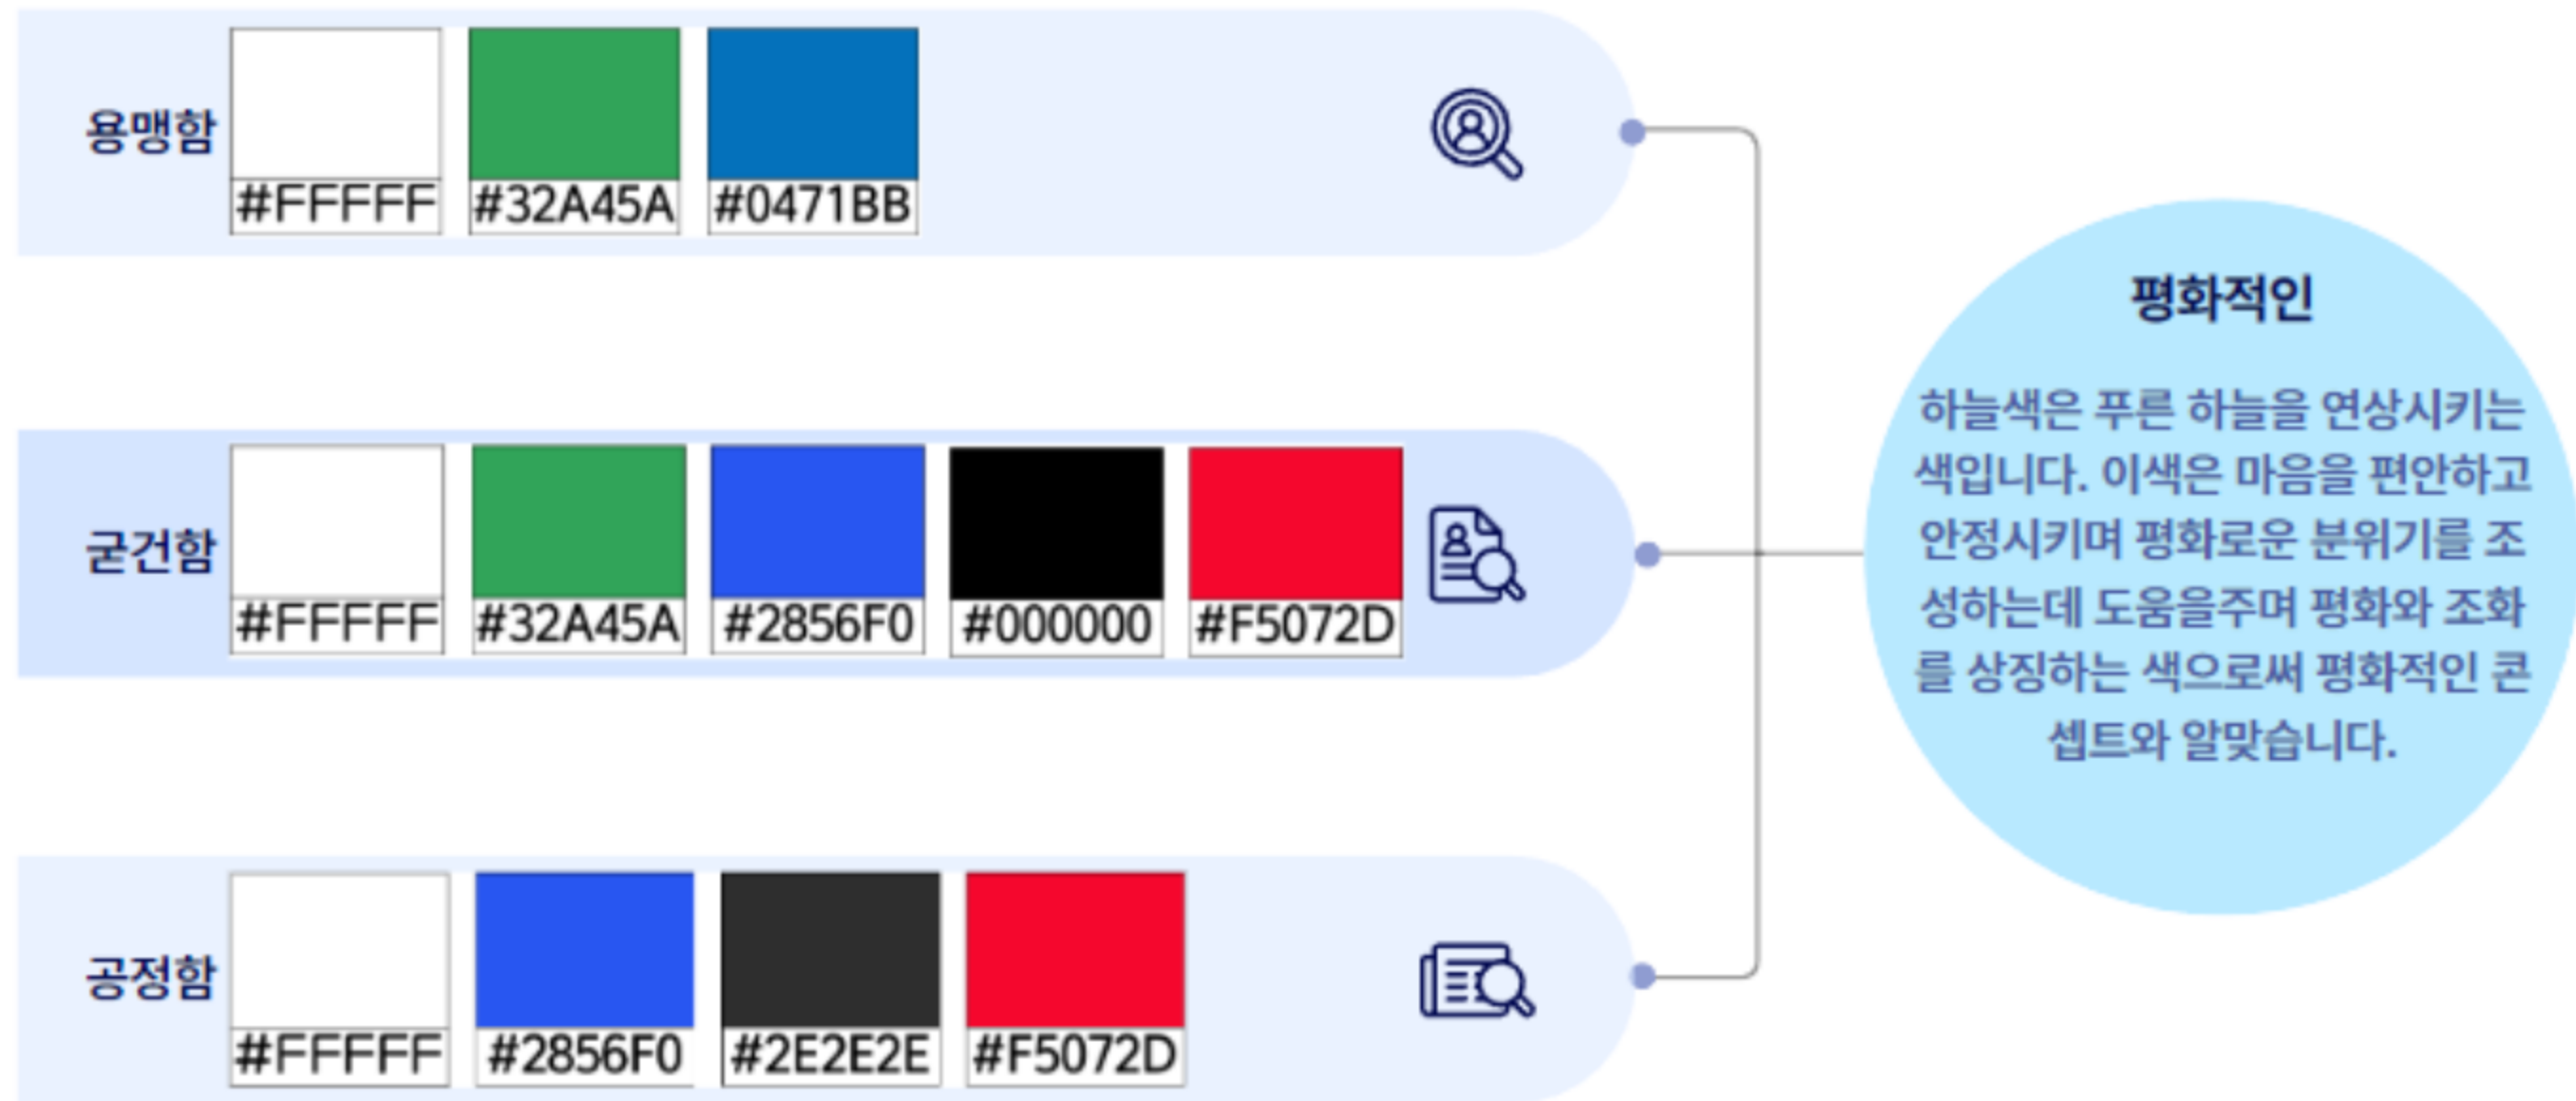 용맹함
#FFFFF #32A45A #0471BB
굳건함
#FFFFF #32A45A #2856F0 #000000 #F5072D
공정함
#FFFFF #2856F0 #2E2E2E #F5072D
평화적인
하늘색은 푸른 하늘을 연상시키는
색입니다. 이색은 마음을 편안하고
안정시키며 평화로운 분위기를 조
성하는데 도움을주며 평화와 조화
를 상징하는 색으로써 평화적인 콘
셉트와 알맞습니다.